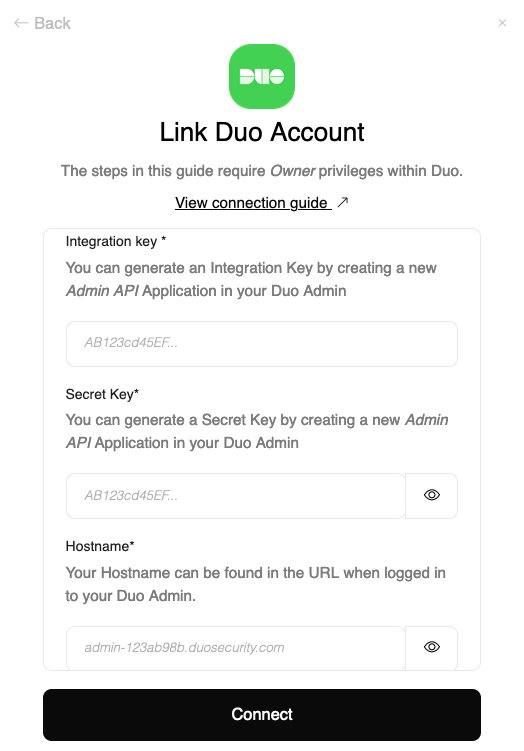 ← Back
×
DUO
Link Duo Account
The steps in this guide require Owner privileges within Duo.
View connection guide ↗
Integration key *
You can generate an Integration Key by creating a new
Admin API Application in your Duo Admin
AB123cd45EF...
Secret Key*
You can generate a Secret Key by creating a new Admin
API Application in your Duo Admin
AB123cd45EF...
Hostname*
Your Hostname can be found in the URL when logged in
to your Duo Admin.
admin-123ab98b.duosecurity.com
Connect